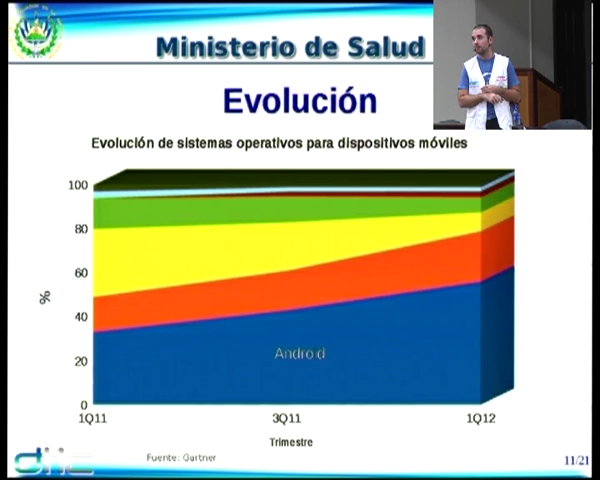 Ministerio de Salud
Evolución
Evolución de sistemas operativos para dispositivos móviles
100
80
60
40
20
0
%
Android
1Q11
3Q11
1Q12
Trimestre
Fuente: Gartner
11/21